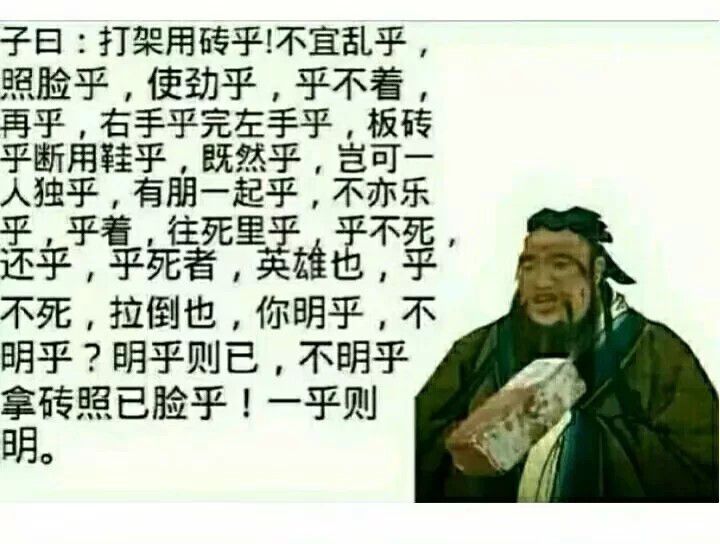 子曰：打架用砖乎!不宜乱乎，
照脸乎，使劲乎，乎不着，
再乎，右手乎完左手乎，板砖
乎断用鞋乎，既然乎，岂可一
人独乎，有朋一起乎，不亦乐
乎，乎着，往死里乎，乎不死，
还乎，乎死者，英雄也，乎
不死，拉倒也，你明乎，不
明乎？明乎则已，不明乎
拿砖照已脸乎！一乎则
明。